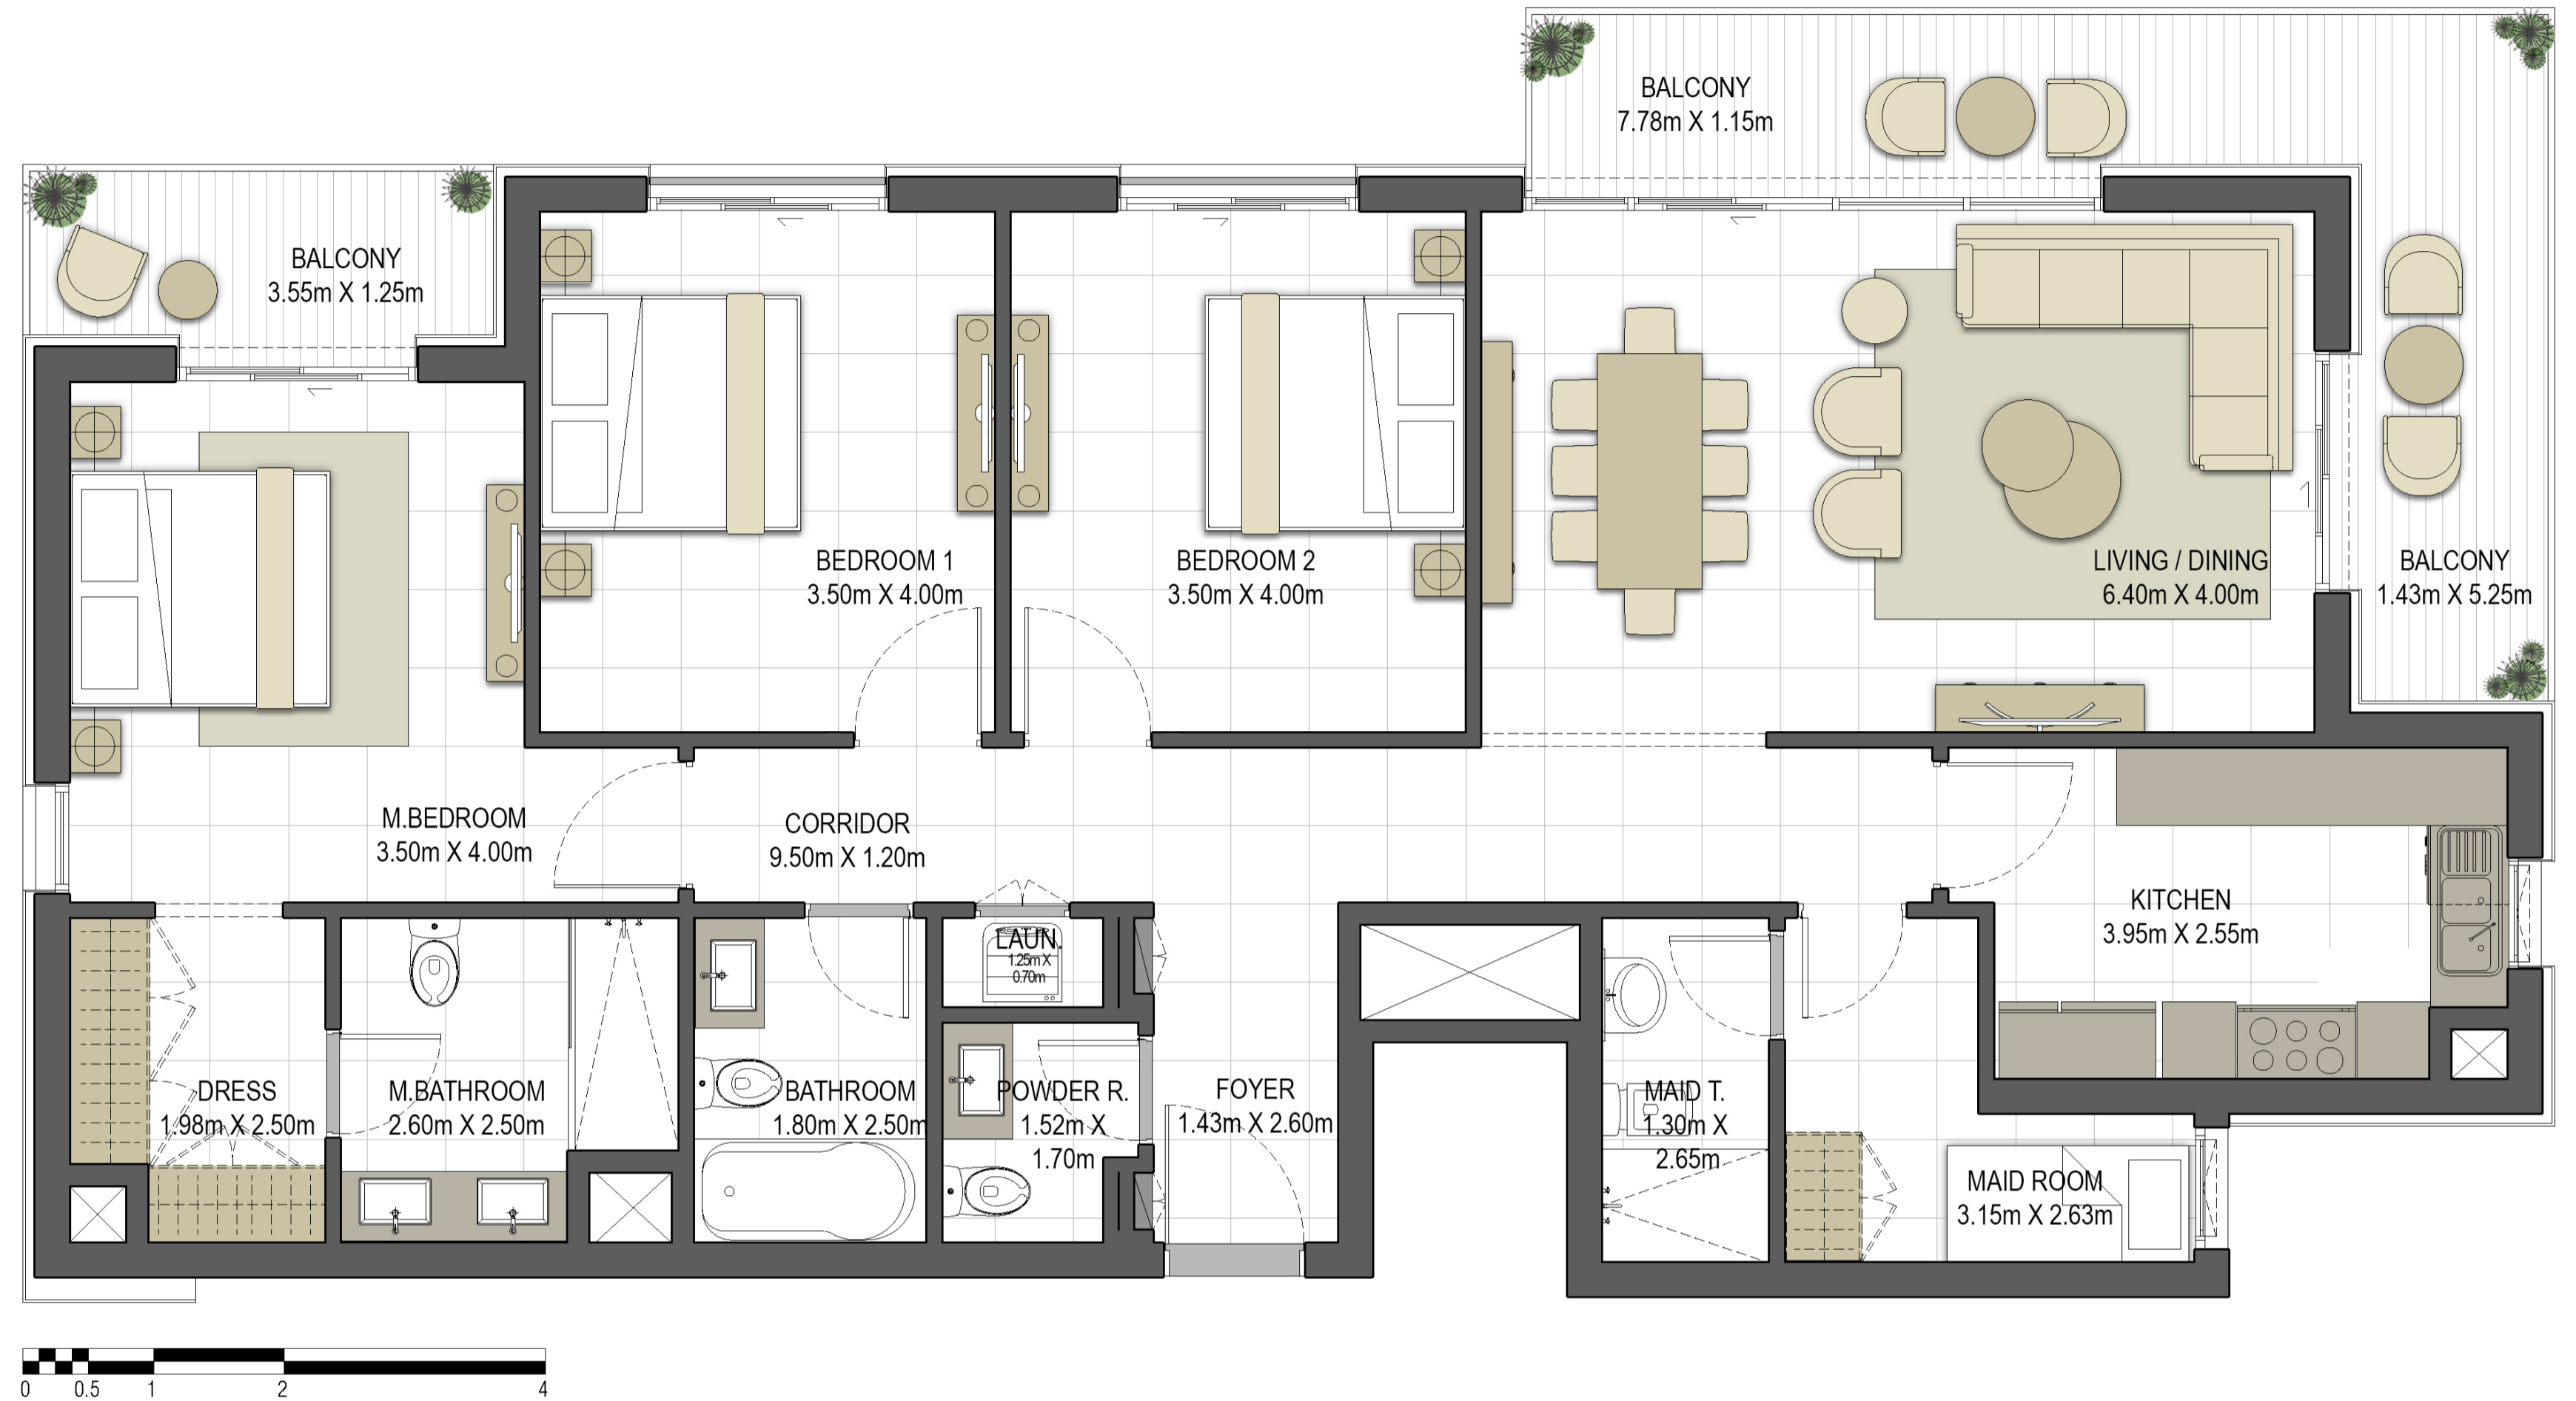 BALCONY
7.78m X 1.15m
BALCONY
3.55m X 1.25m
BEDROOM 1
3.50m X 4.00m
BEDROOM 2
3.50m X 4.00m
LIVING / DINING
6.40m X 4.00m
BALCONY
1.43m X 5.25m
M.BEDROOM
3.50m X 4.00m
CORRIDOR
9.50m X 1.20m
KITCHEN
3.95m X 2.55m
LAUN.
1.25m X
0.70m
DRESS
1.98m X 2.50m
M.BATHROOM
2.60m X 2.50m
BATHROOM
1.80m X 2.50m
POWDER R.
1.52m X
1.70m
FOYER
1.43m X 2.60m
MAID T.
1.30m X
2.65m
MAID ROOM
3.15m X 2.63m
0 0.5 1 2 4